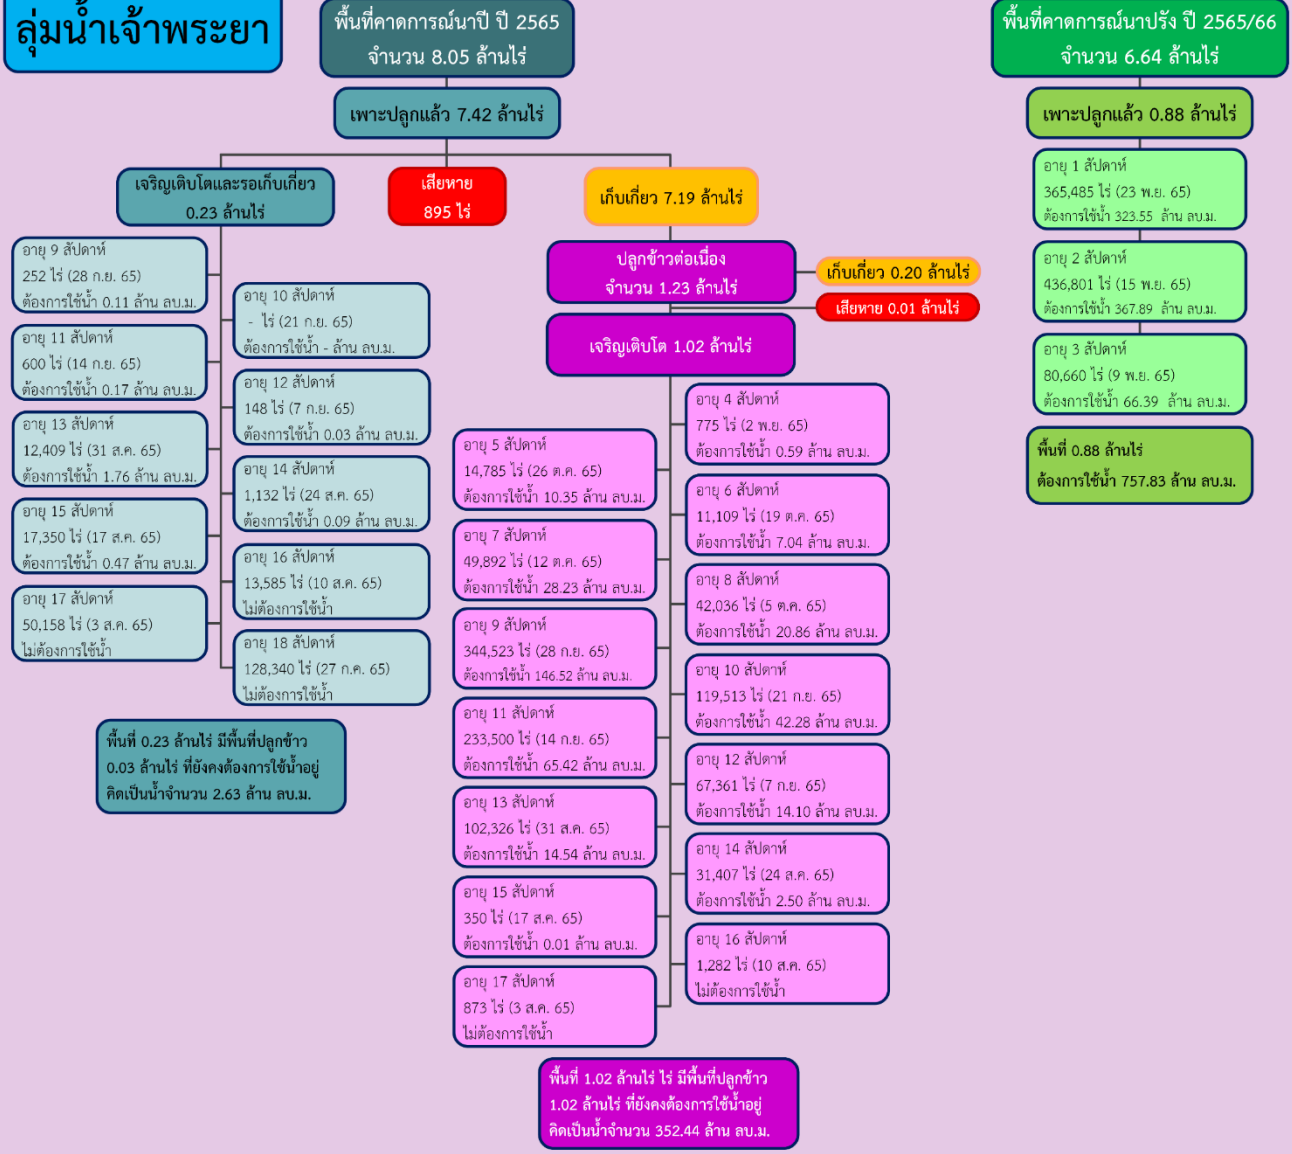 ลุ่มน้ำเจ้าพระยา
พื้นที่คาดการณ์นาปี ปี 2565
จำนวน 8.05 ล้านไร่
เพาะปลูกแล้ว 7.42 ล้านไร่
เจริญเติบโตและรอเก็บเกี่ยว
0.23 ล้านไร่
เสียหาย
895 ไร่
เก็บเกี่ยว 7.19 ล้านไร่
อายุ 9 สัปดาห์
252 ไร่ (28 ก.ย. 65)
ต้องการใช้น้ำ 0.11 ล้าน ลบ.ม.
อายุ 10 สัปดาห์
- ไร่ (21 ก.ย. 65)
ต้องการใช้น้ำ - ล้าน ลบ.ม.
อายุ 11 สัปดาห์
600 ไร่ (14 ก.ย. 65)
ต้องการใช้น้ำ 0.17 ล้าน ลบ.ม.
อายุ 12 สัปดาห์
148 ไร่ (7 ก.ย. 65)
ต้องการใช้น้ำ 0.03 ล้าน ลบ.ม.
อายุ 13 สัปดาห์
12,409 ไร่ (31 ส.ค. 65)
ต้องการใช้น้ำ 1.76 ล้าน ลบ.ม.
อายุ 14 สัปดาห์
1,132 ไร่ (24 ส.ค. 65)
ต้องการใช้น้ำ 0.09 ล้าน ลบ.ม.
อายุ 15 สัปดาห์
17,350 ไร่ (17 ส.ค. 65)
ต้องการใช้น้ำ 0.47 ล้าน ลบ.ม.
อายุ 16 สัปดาห์
13,585 ไร่ (10 ส.ค. 65)
ไม่ต้องการใช้น้ำ
อายุ 17 สัปดาห์
50,158 ไร่ (3 ส.ค. 65)
ไม่ต้องการใช้น้ำ
อายุ 18 สัปดาห์
128,340 ไร่ (27 ก.ค. 65)
ไม่ต้องการใช้น้ำ
พื้นที่ 0.23 ล้านไร่ มีพื้นที่ปลูกข้าว
0.03 ล้านไร่ ที่ยังคงต้องการใช้น้ำอยู่
คิดเป็นน้ำจำนวน 2.63 ล้าน ลบ.ม.
ปลูกข้าวต่อเนื่อง
จำนวน 1.23 ล้านไร่
เก็บเกี่ยว 0.20 ล้านไร่
เสียหาย 0.01 ล้านไร่
เจริญเติบโต 1.02 ล้านไร่
อายุ 4 สัปดาห์
775 ไร่ (2 พ.ย. 65)
ต้องการใช้น้ำ 0.59 ล้าน ลบ.ม.
อายุ 5 สัปดาห์
14,785 ไร่ (26 ต.ค. 65)
ต้องการใช้น้ำ 10.35 ล้าน ลบ.ม.
อายุ 6 สัปดาห์
11,109 ไร่ (19 ต.ค. 65)
ต้องการใช้น้ำ 7.04 ล้าน ลบ.ม.
อายุ 7 สัปดาห์
49,892 ไร่ (12 ต.ค. 65)
ต้องการใช้น้ำ 28.23 ล้าน ลบ.ม.
อายุ 8 สัปดาห์
42,036 ไร่ (5 ต.ค. 65)
ต้องการใช้น้ำ 20.86 ล้าน ลบ.ม.
อายุ 9 สัปดาห์
344,523 ไร่ (28 ก.ย. 65)
ต้องการใช้น้ำ 146.52 ล้าน ลบ.ม.
อายุ 10 สัปดาห์
119,513 ไร่ (21 ก.ย. 65)
ต้องการใช้น้ำ 42.28 ล้าน ลบ.ม.
อายุ 11 สัปดาห์
233,500 ไร่ (14 ก.ย. 65)
ต้องการใช้น้ำ 65.42 ล้าน ลบ.ม.
อายุ 12 สัปดาห์
67,361 ไร่ (7 ก.ย. 65)
ต้องการใช้น้ำ 14.10 ล้าน ลบ.ม.
อายุ 13 สัปดาห์
102,326 ไร่ (31 ส.ค. 65)
ต้องการใช้น้ำ 14.54 ล้าน ลบ.ม.
อายุ 14 สัปดาห์
31,407 ไร่ (24 ส.ค. 65)
ต้องการใช้น้ำ 2.50 ล้าน ลบ.ม.
อายุ 15 สัปดาห์
350 ไร่ (17 ส.ค. 65)
ต้องการใช้น้ำ 0.01 ล้าน ลบ.ม.
อายุ 16 สัปดาห์
1,282 ไร่ (10 ส.ค. 65)
ไม่ต้องการใช้น้ำ
อายุ 17 สัปดาห์
873 ไร่ (3 ส.ค. 65)
ไม่ต้องการใช้น้ำ
พื้นที่ 1.02 ล้านไร่ ไร่ มีพื้นที่ปลูกข้าว
1.02 ล้านไร่ ที่ยังคงต้องการใช้น้ำอยู่
คิดเป็นน้ำจำนวน 352.44 ล้าน ลบ.ม.
พื้นที่คาดการณ์นาปรัง ปี 2565/66
จำนวน 6.64 ล้านไร่
เพาะปลูกแล้ว 0.88 ล้านไร่
อายุ 1 สัปดาห์
365,485 ไร่ (23 พ.ย. 65)
ต้องการใช้น้ำ 323.55 ล้าน ลบ.ม.
อายุ 2 สัปดาห์
436,801 ไร่ (15 พ.ย. 65)
ต้องการใช้น้ำ 367.89 ล้าน ลบ.ม.
อายุ 3 สัปดาห์
80,660 ไร่ (9 พ.ย. 65)
ต้องการใช้น้ำ 66.39 ล้าน ลบ.ม.
พื้นที่ 0.88 ล้านไร่
ต้องการใช้น้ำ 757.83 ล้าน ลบ.ม.